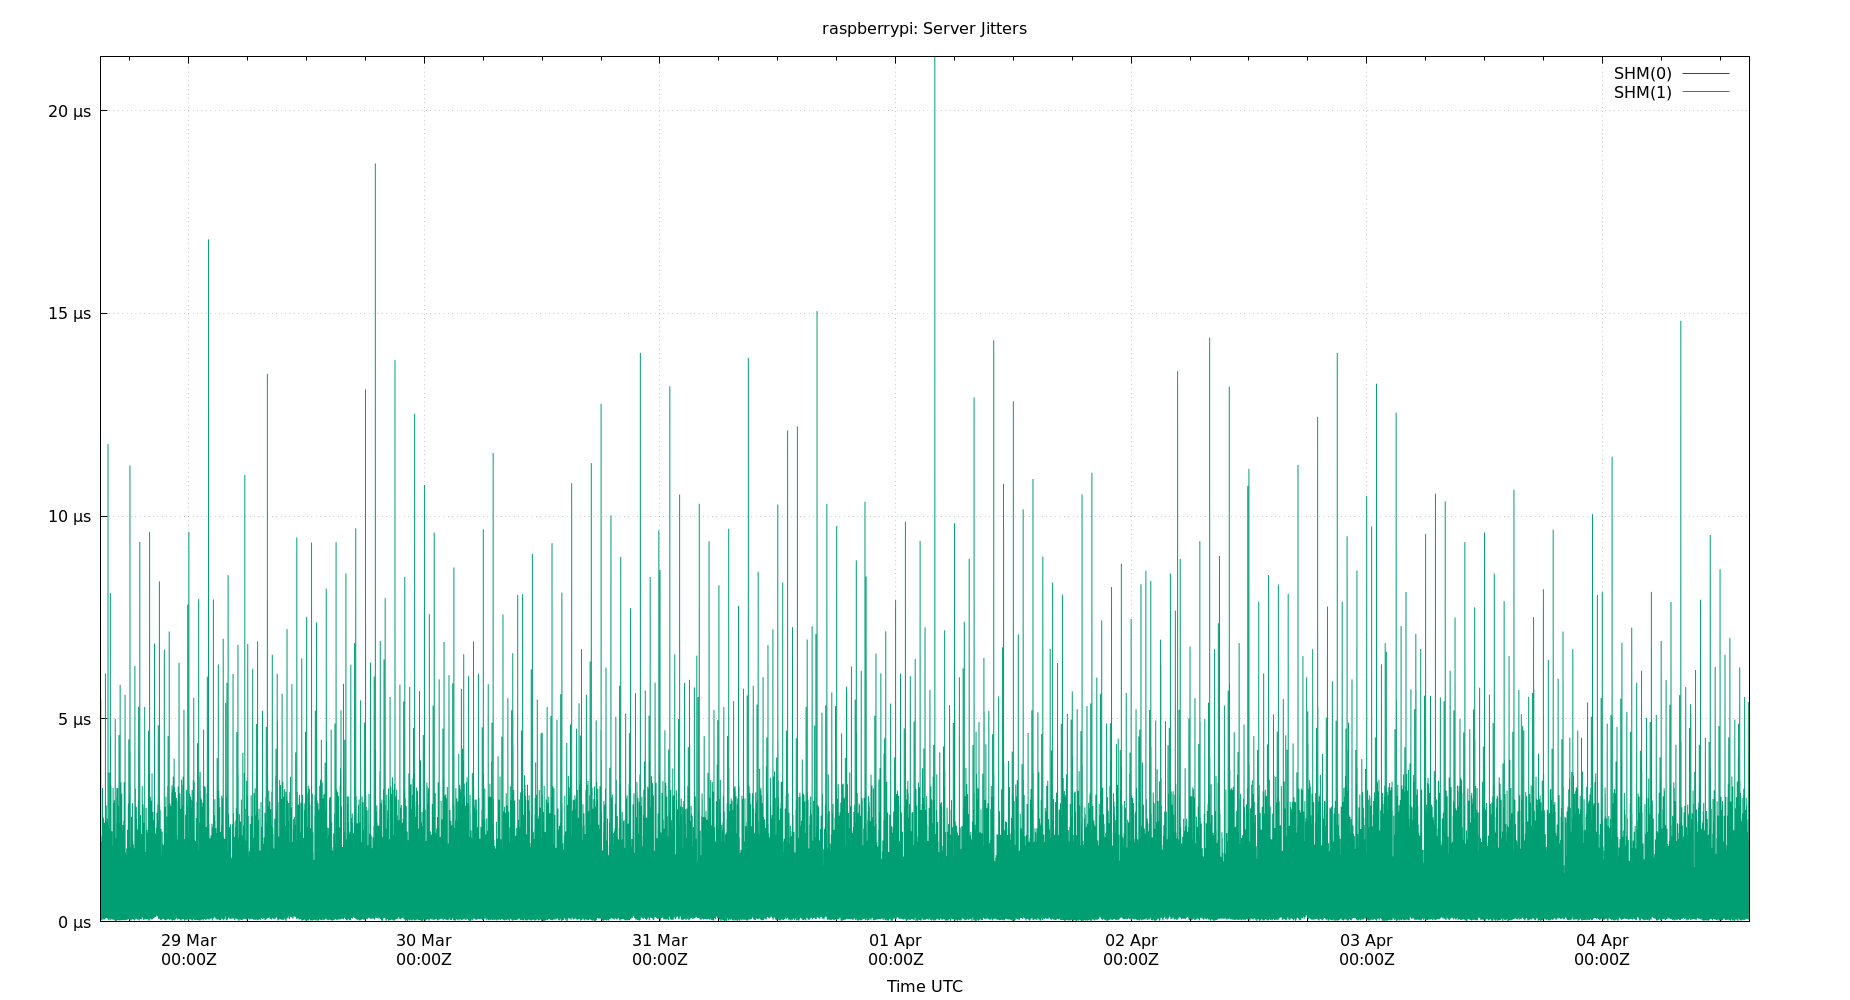 raspberrypi: Server Jitters
SHM(0)
SHM(1)
20 µs
15 µs
10 µs
5 µs
0 µs
29 Mar 30 Mar 31 Mar 01 Apr 02 Apr 03 Apr 04 Apr
00:00Z 00:00Z 00:00Z 00:00Z 00:00Z 00:00Z 00:00Z
Time UTC